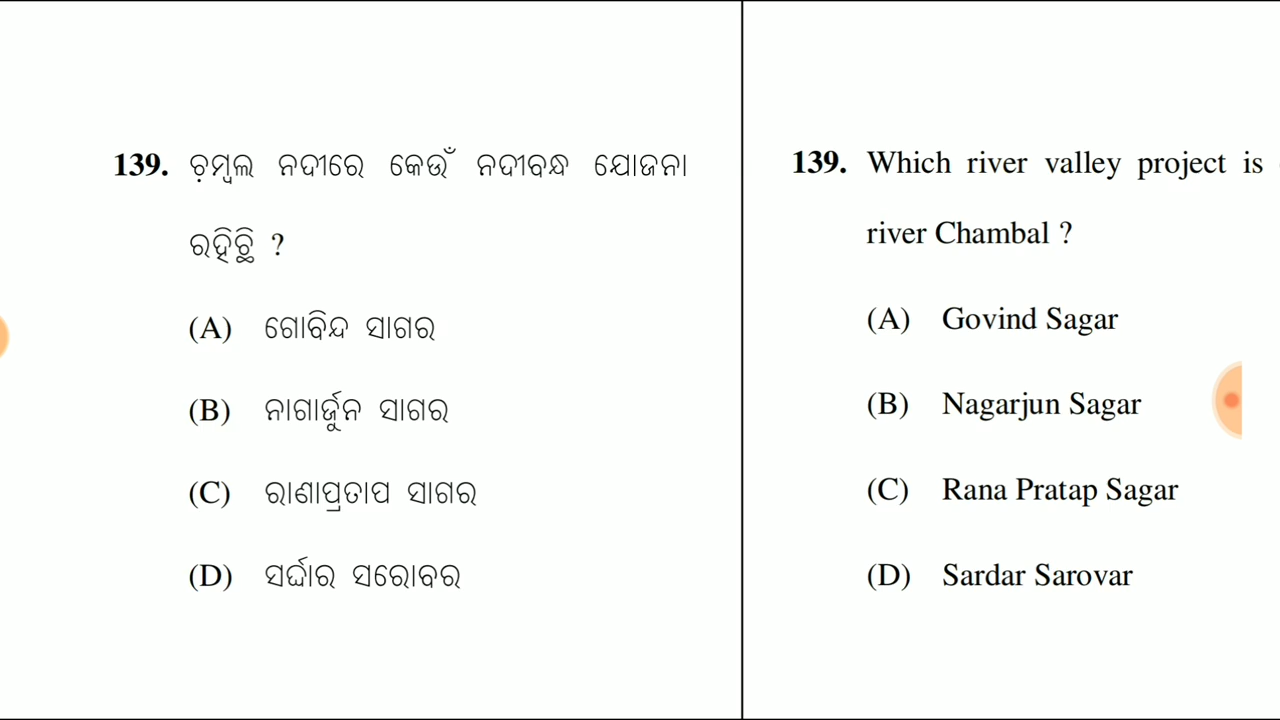 139. ଚମ୍ବଲ ନଦୀରେ କେଉଁ ନଦୀବନ୍ଧ ଯୋଜନା
ରହିଛି ?
(A) ଗୋବିନ୍ଦ ସାଗର
(B) ନାଗାର୍ଜୁନ ସାଗର
(C) ରାଣାପ୍ରତାପ ସାଗର
(D) ସର୍ଦ୍ଦାର ସରୋବର
139. Which river valley project is
river Chambal ?
(A) Govind Sagar
(B) Nagarjun Sagar
(C) Rana Pratap Sagar
(D) Sardar Sarovar